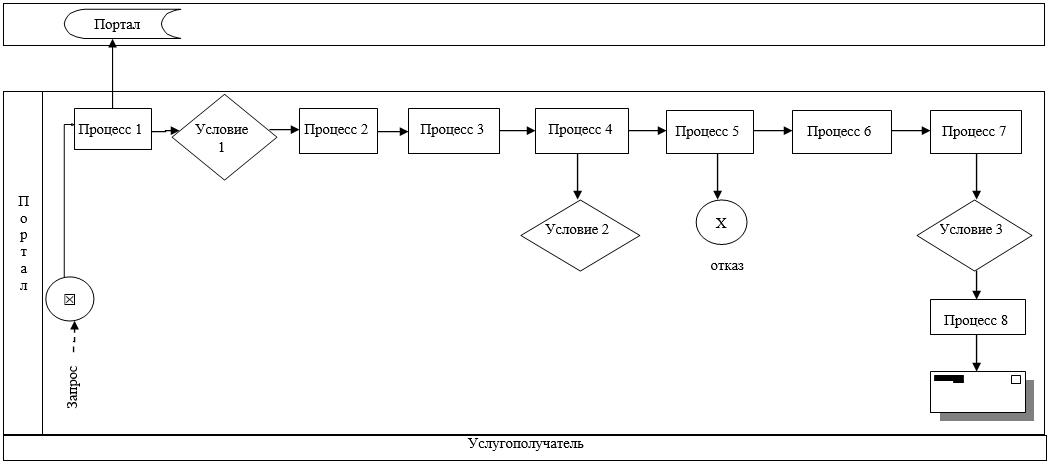 Портал
Процесс 1
Условие
1
Процесс 2
Процесс 3
Процесс 4
Процесс 5
Процесс 6
Процесс 7
Портал
Условие 2
X
отказ
Условие 3
Процесс 8
Запрос
Услугополучатель